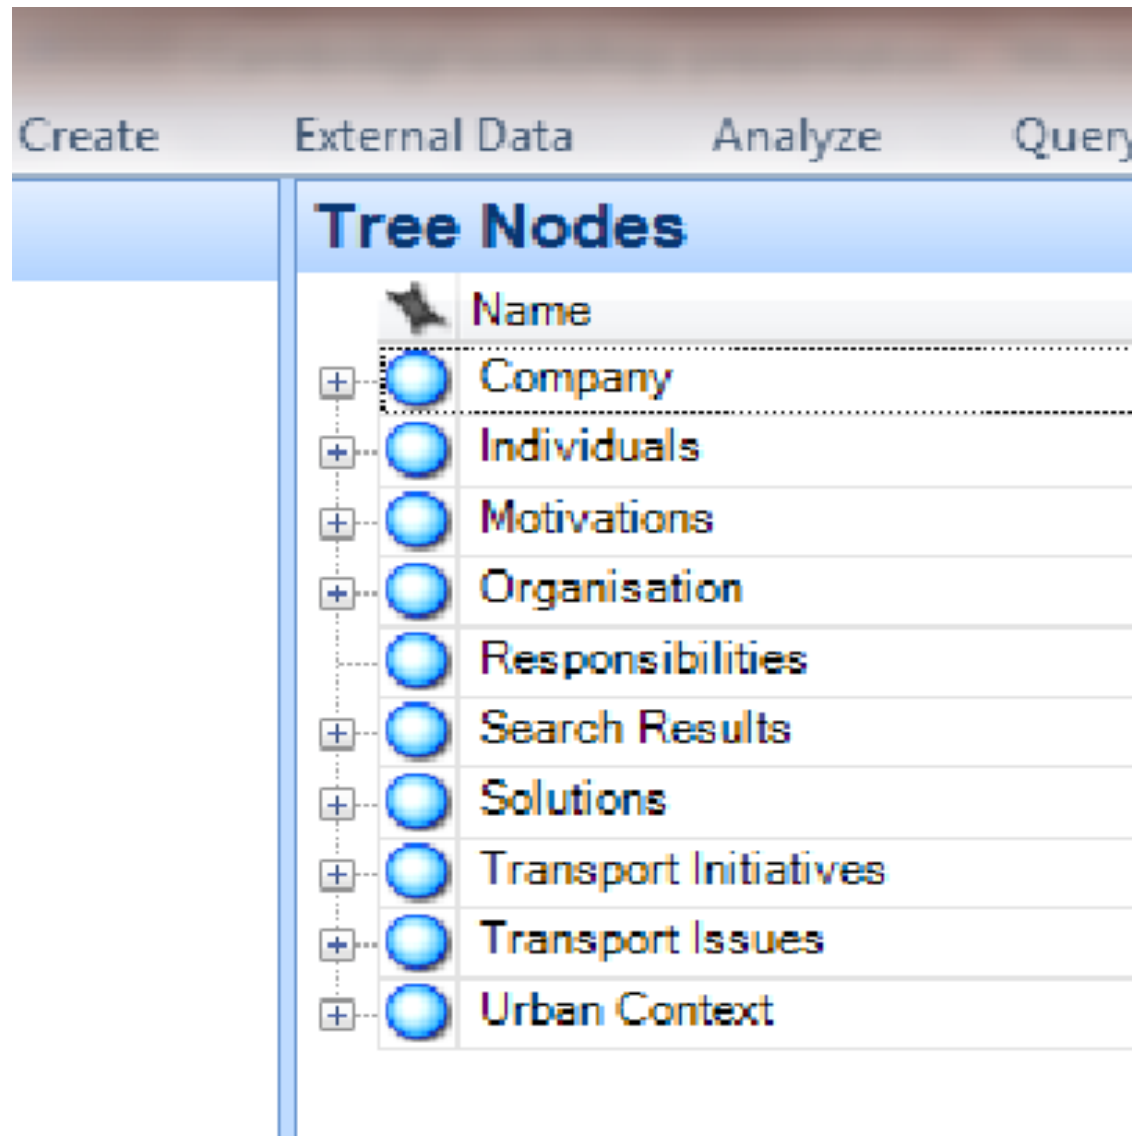 Create External Data Analyze Query
Tree Nodes
Name
Company
Individuals
Motivations
Organisation
Responsibilities
Search Results
Solutions
Transport Initiatives
Transport Issues
Urban Context